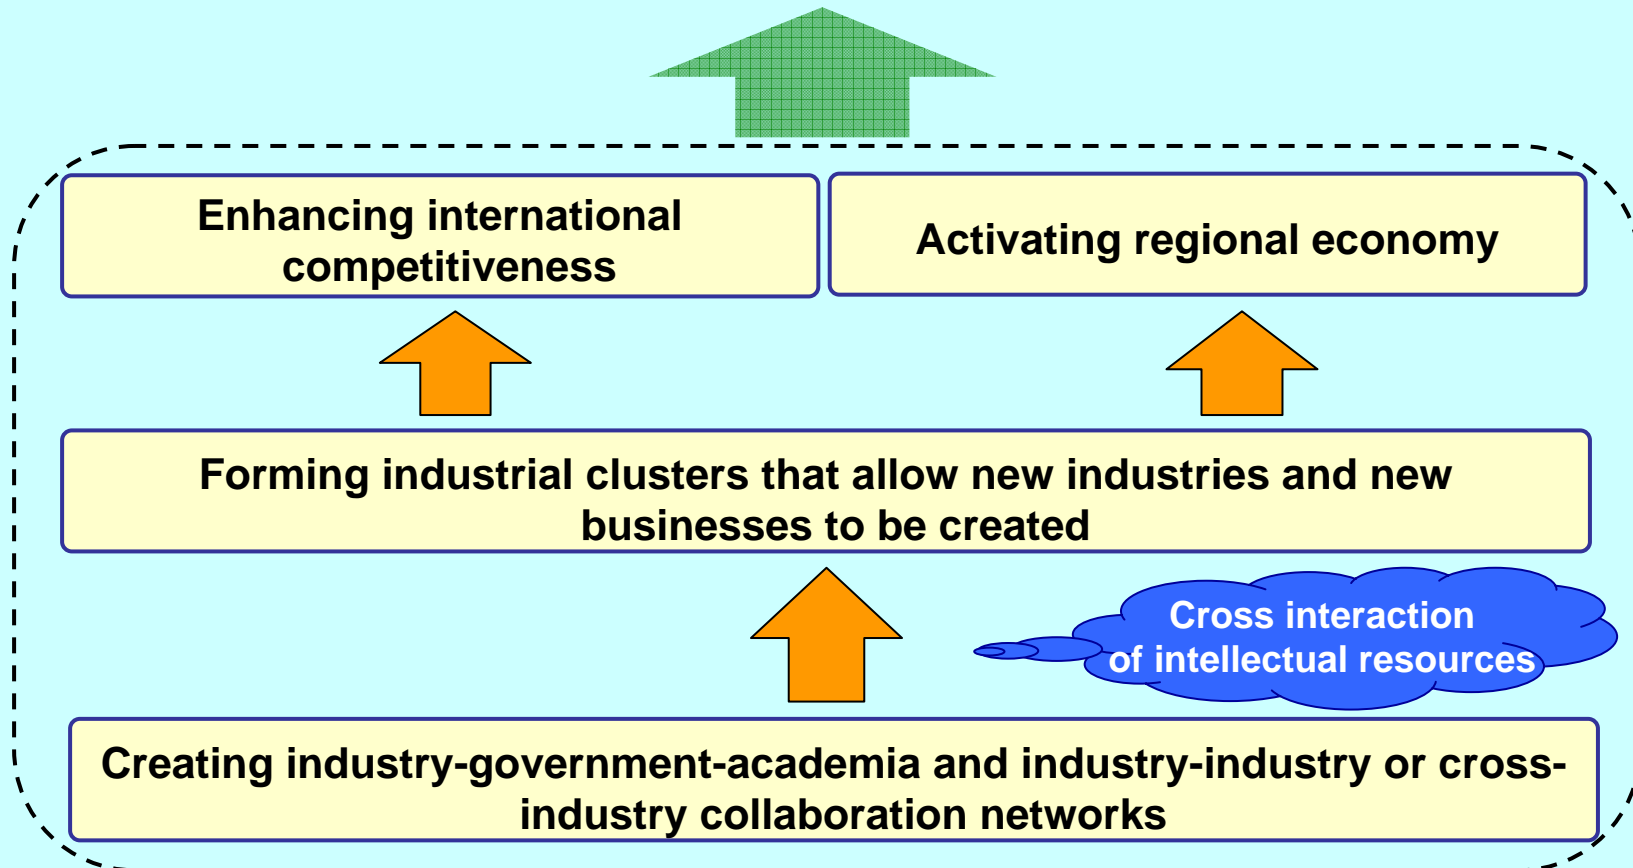 Enhancing international
competitiveness
Activating regional economy
Forming industrial clusters that allow new industries and new
businesses to be created
Cross interaction
of intellectual resources
Creating industry-government-academia and industry-industry or cross-
industry collaboration networks